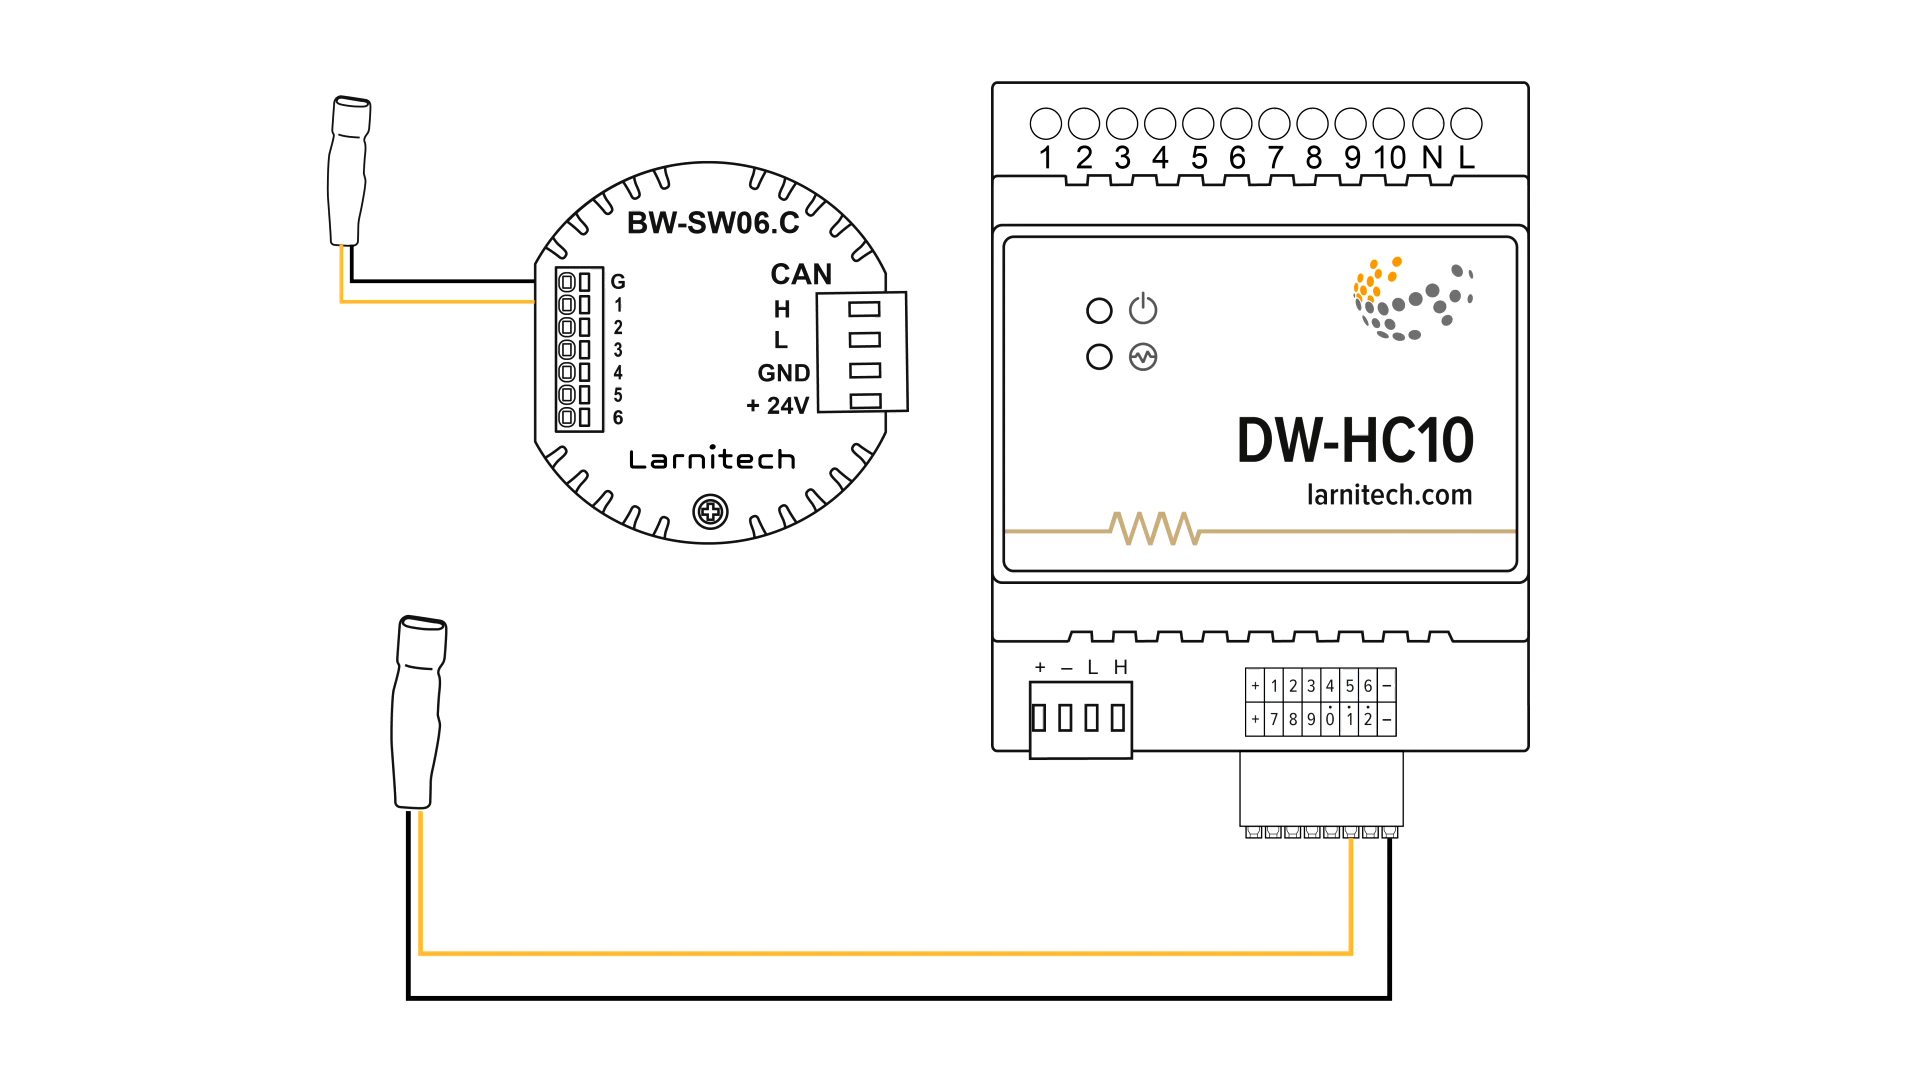 BW-SW06.C
CAN
G
1
2
3
4
5
6
H
L
GND
+ 24V
Larnitech
1 2 3 4 5 6 7 8 9 10 N L
DW-HC10
larnitech.com
+ – L H
+ 1 2 3 4 5 6 –
+ 7 8 9 0 1 2 –